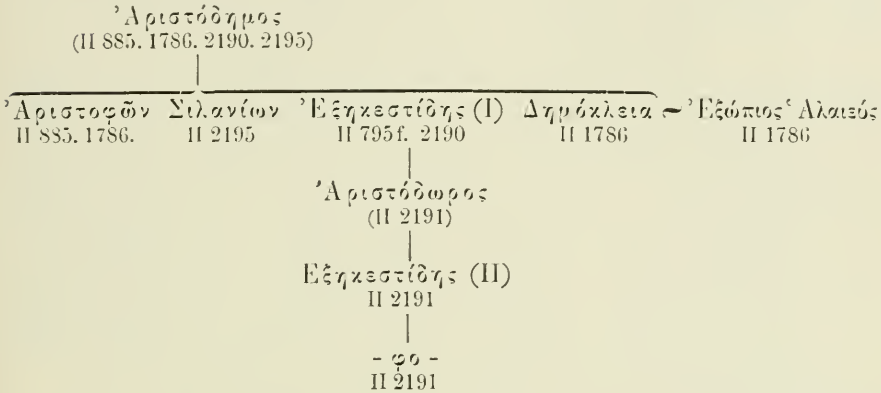 Ἀριστόδημος
(II 885. 1786. 2190. 2195)
Ἀριστοφῶν Σιλανίων Ἐξηκεστίδης (I) Δημόκλεια ~ Ἐξώπιος Ἁλαιεύς
II 885. 1786. II 2195 II 795f. 2190 II 1786 II 1786
Ἀριστόδωρος
(II 2191)
Ἐξηκεστίδης (II)
II 2191
- φο -
II 2191